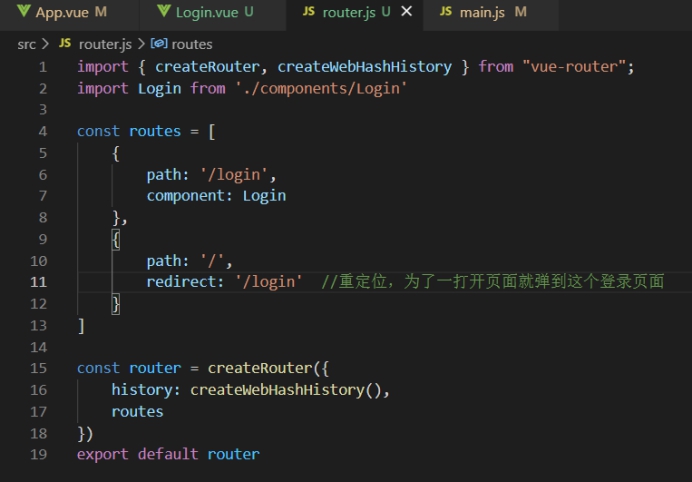 App.vue M Login.vue U JS router.js U × JS main.js M
src > JS router.js > routes
1 import { createRouter, createWebHashHistory } from "vue-router";
2 import Login from './components/Login'
3
4 const routes = [
5 {
6 path: '/login',
7 component: Login
8 },
9 {
10 path: '/',
11 redirect: '/login' //重定位，为了一打开页面就弹到这个登录页面
12 }
13 ]
14
15 const router = createRouter({
16 history: createWebHashHistory(),
17 routes
18 })
19 export default router